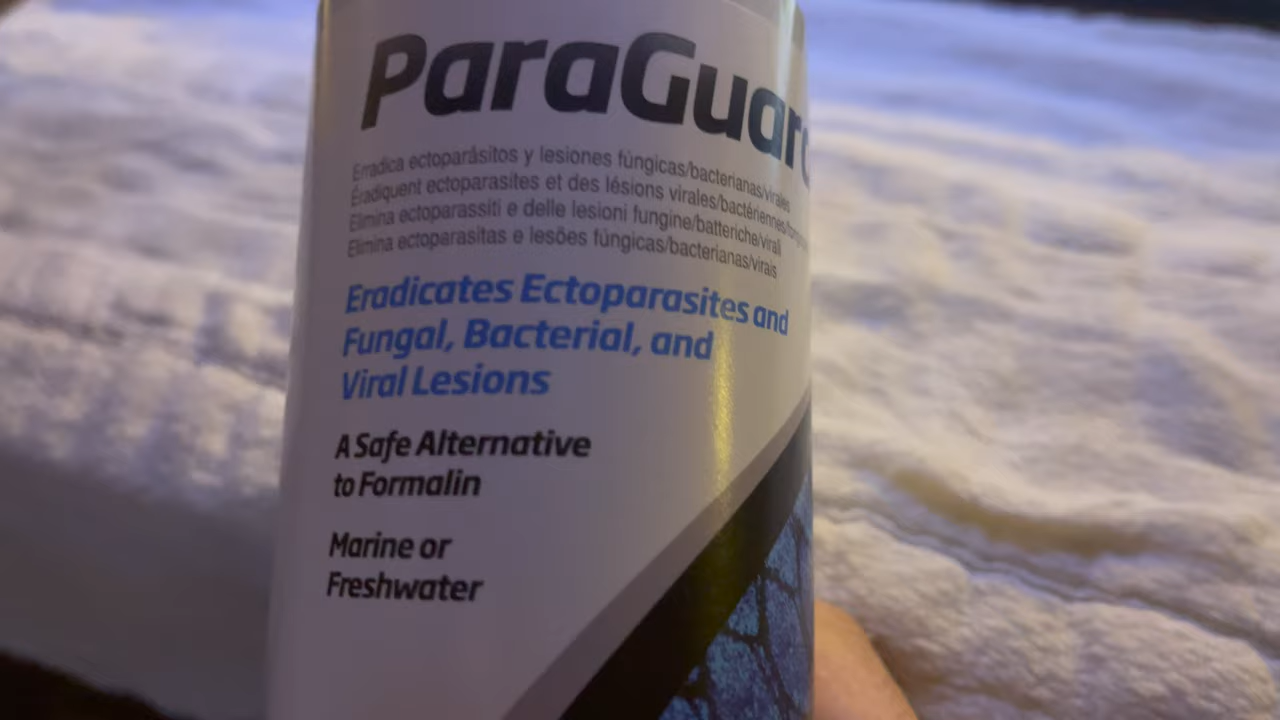 ParaGuard
Erradica ectoparásitos y lesiones fúngicas/bacterianas/virales
Éradiquent ectoparasites et des lésions virales/bactériennes/
Elimina ectoparassiti e delle lesioni fungine/batteriche/virali
Elimina ectoparasitas e lesões fúngicas/bacterianas/virais
Eradicates Ectoparasites and
Fungal, Bacterial, and
Viral Lesions
A Safe Alternative
to Formalin
Marine or
Freshwater